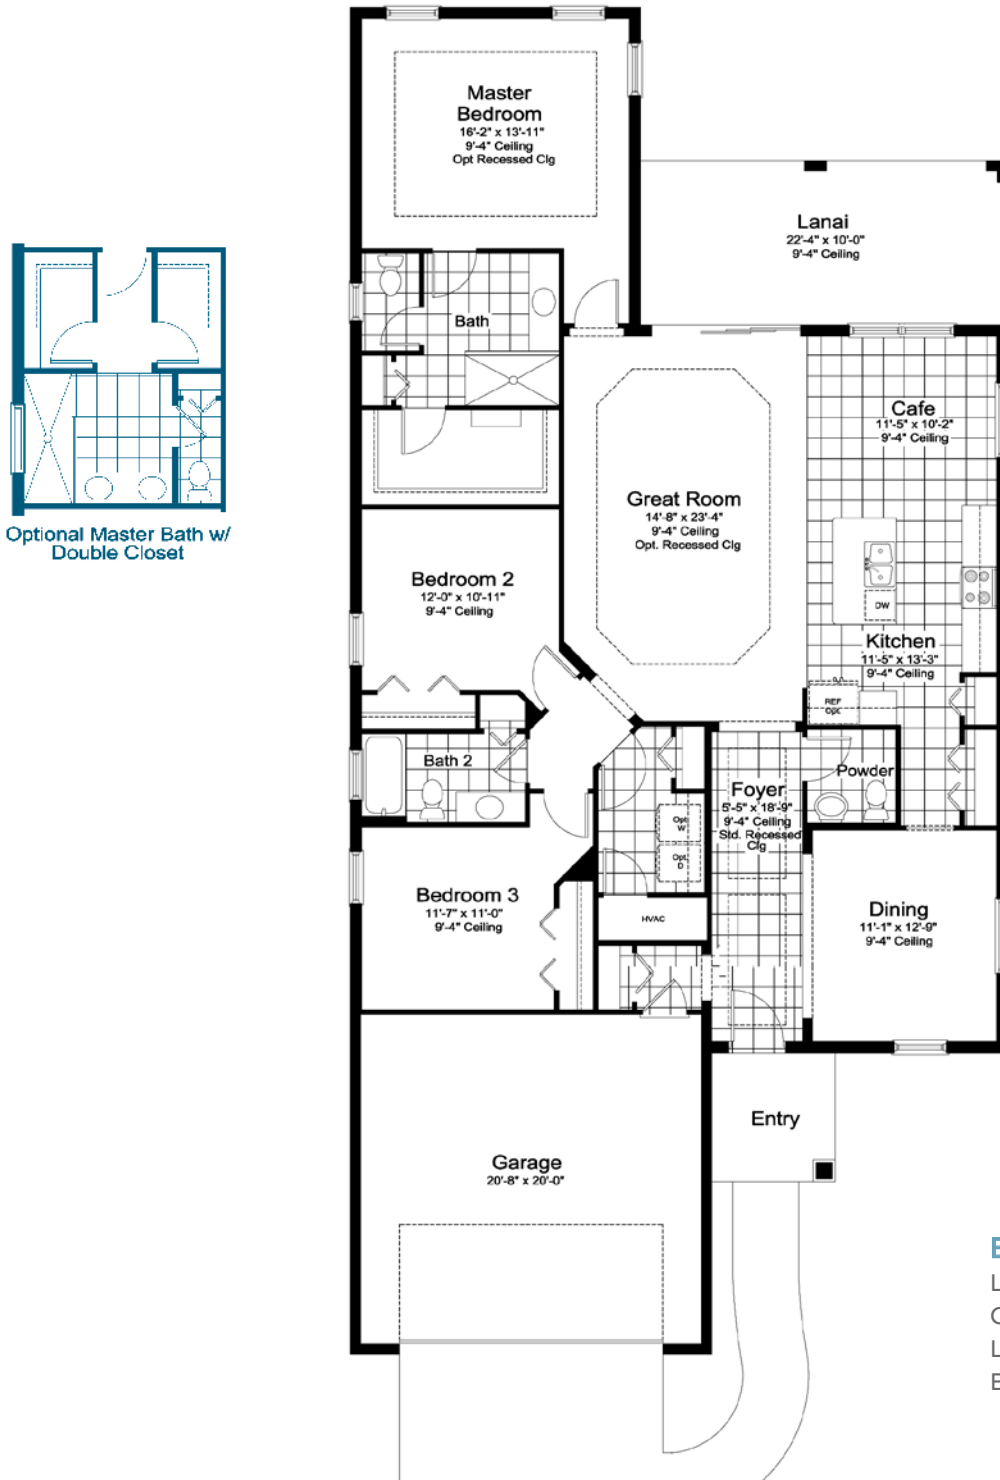 Master
Bedroom
16'-2" x 13'-11"
9'-4" Ceiling
Opt Recessed Clg
Lanai
22'-4" x 10'-0"
9'-4" Ceiling
Bath
Cafe
11'-5" x 10'-2"
9'-4" Ceiling
Great Room
14'-8" x 23'-4"
9'-4" Ceiling
Opt. Recessed Clg
Optional Master Bath w/
Double Closet
Bedroom 2
12'-0" x 10'-11"
9'-4" Ceiling
DW
Kitchen
11'-5" x 13'-3"
9'-4" Ceiling
REF
Opt.
Bath 2
Powder
Foyer
5'-5" x 18'-9"
9'-4" Ceiling
Std. Recessed
Clg
Opt.
W
Opt.
D
Bedroom 3
11'-7" x 11'-0"
9'-4" Ceiling
HVAC
Dining
11'-1" x 12'-9"
9'-4" Ceiling
Entry
Garage
20'-8" x 20'-0"